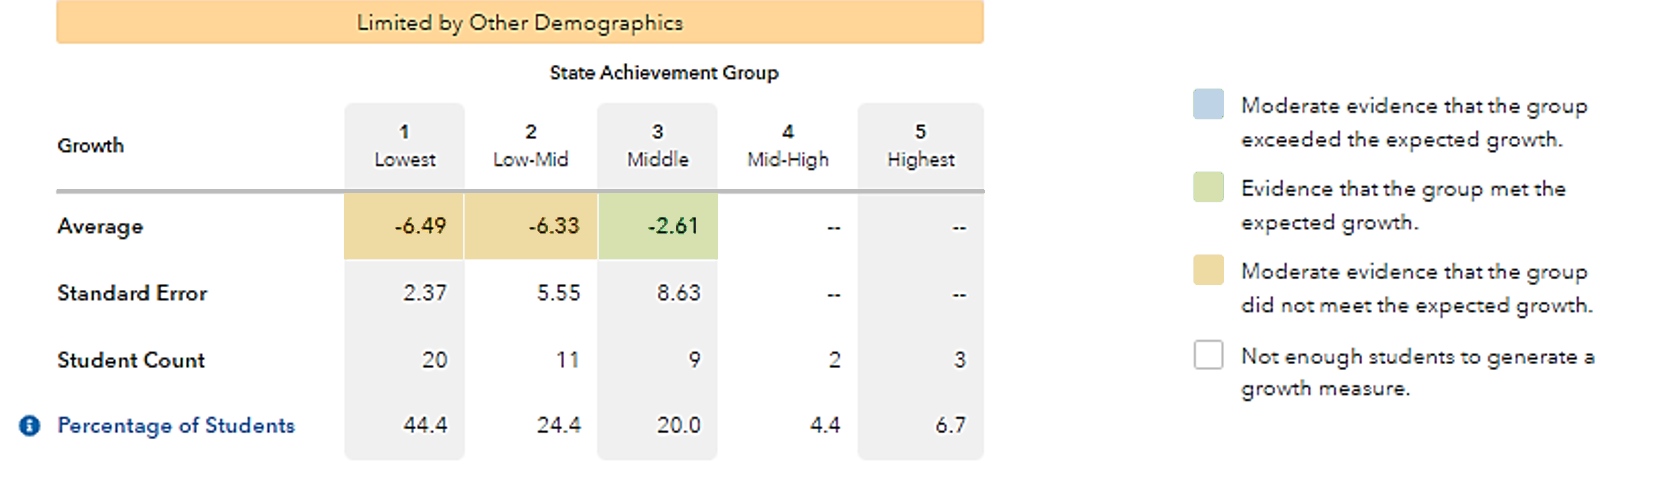 Limited by Other Demographics
State Achievement Group
Growth
1 2 3 4 5
Lowest Low-Mid Middle Mid-High Highest
Average -6.49 -6.33 -2.61 -- --
Standard Error 2.37 5.55 8.63 -- --
Student Count 20 11 9 2 3
i Percentage of Students 44.4 24.4 20.0 4.4 6.7
Moderate evidence that the group
exceeded the expected growth.
Evidence that the group met the
expected growth.
Moderate evidence that the group
did not meet the expected growth.
Not enough students to generate a
growth measure.